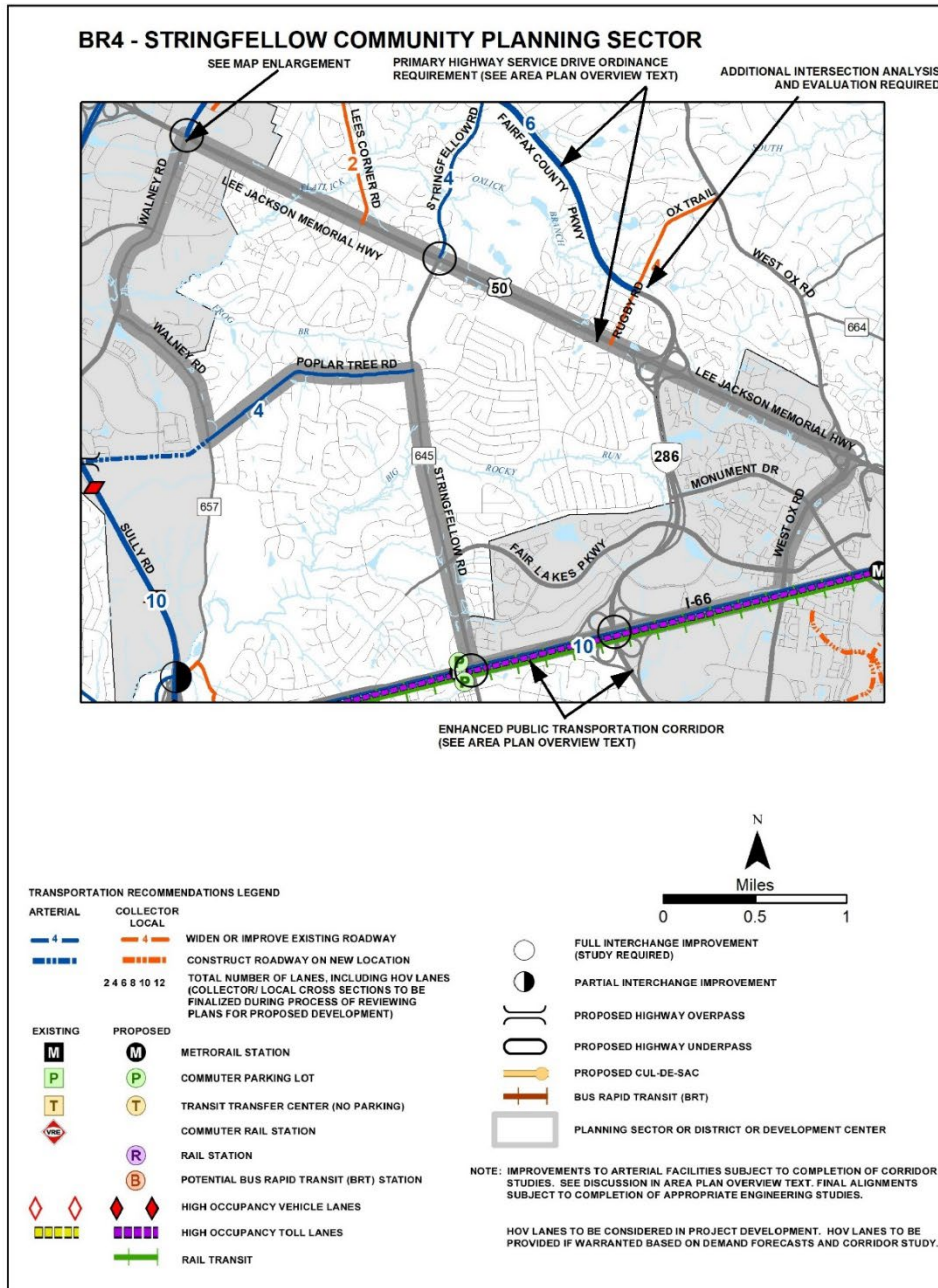 BR4 - STRINGFELLOW COMMUNITY PLANNING SECTOR
SEE MAP ENLARGEMENT
PRIMARY HIGHWAY SERVICE DRIVE ORDINANCE
REQUIREMENT (SEE AREA PLAN OVERVIEW TEXT)
ADDITIONAL INTERSECTION ANALYSIS
AND EVALUATION REQUIRED
WALNEY RD
LEES CORNER RD
2
STRINGFELLOW RD
4
OXLICK
6
FAIRFAX COUNTY PKWY
BRANCH
SOUTH
OX TRAIL
FLATLICK
LEE JACKSON MEMORIAL HWY
50
RUGBY RD
WEST OX RD
664
WALNEY RD
FROG
BR
POPLAR TREE RD
4
LEE JACKSON MEMORIAL HWY
645
286
657
BIG
ROCKY
RUN
MONUMENT DR
STRINGFELLOW RD
WEST OX RD
SULLY RD
10
FAIR LAKES PKWY
I-66
M
10
P
P
ENHANCED PUBLIC TRANSPORTATION CORRIDOR
(SEE AREA PLAN OVERVIEW TEXT)
N
Miles
0 0.5 1
TRANSPORTATION RECOMMENDATIONS LEGEND
ARTERIAL COLLECTOR
LOCAL
4 4 WIDEN OR IMPROVE EXISTING ROADWAY
CONSTRUCT ROADWAY ON NEW LOCATION
2 4 6 8 10 12 TOTAL NUMBER OF LANES, INCLUDING HOV LANES
(COLLECTOR/ LOCAL CROSS SECTIONS TO BE
FINALIZED DURING PROCESS OF REVIEWING
PLANS FOR PROPOSED DEVELOPMENT)
EXISTING PROPOSED
M M METRORAIL STATION
P P COMMUTER PARKING LOT
T T TRANSIT TRANSFER CENTER (NO PARKING)
VRE COMMUTER RAIL STATION
R RAIL STATION
B POTENTIAL BUS RAPID TRANSIT (BRT) STATION
HIGH OCCUPANCY VEHICLE LANES
HIGH OCCUPANCY TOLL LANES
RAIL TRANSIT
FULL INTERCHANGE IMPROVEMENT
(STUDY REQUIRED)
PARTIAL INTERCHANGE IMPROVEMENT
PROPOSED HIGHWAY OVERPASS
PROPOSED HIGHWAY UNDERPASS
PROPOSED CUL-DE-SAC
BUS RAPID TRANSIT (BRT)
PLANNING SECTOR OR DISTRICT OR DEVELOPMENT CENTER
NOTE: IMPROVEMENTS TO ARTERIAL FACILITIES SUBJECT TO COMPLETION OF CORRIDOR
STUDIES. SEE DISCUSSION IN AREA PLAN OVERVIEW TEXT. FINAL ALIGNMENTS
SUBJECT TO COMPLETION OF APPROPRIATE ENGINEERING STUDIES.
HOV LANES TO BE CONSIDERED IN PROJECT DEVELOPMENT. HOV LANES TO BE
PROVIDED IF WARRANTED BASED ON DEMAND FORECASTS AND CORRIDOR STUDY.